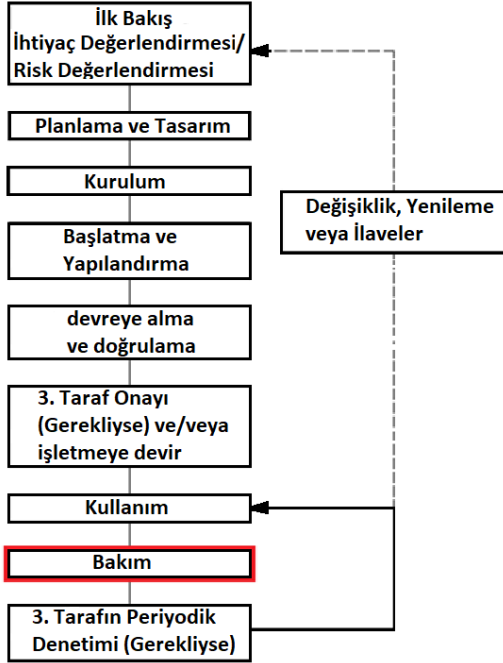 İlk Bakış
İhtiyaç Değerlendirmesi/
Risk Değerlendirmesi
Planlama ve Tasarım
Kurulum
Başlatma ve
Yapılandırma
devreye alma
ve doğrulama
3. Taraf Onayı
(Gerekliyse) ve/veya
işletmeye devir
Kullanım
Bakım
3. Tarafın Periyodik
Denetimi (Gerekliyse)
Değişiklik, Yenileme
veya İlaveler